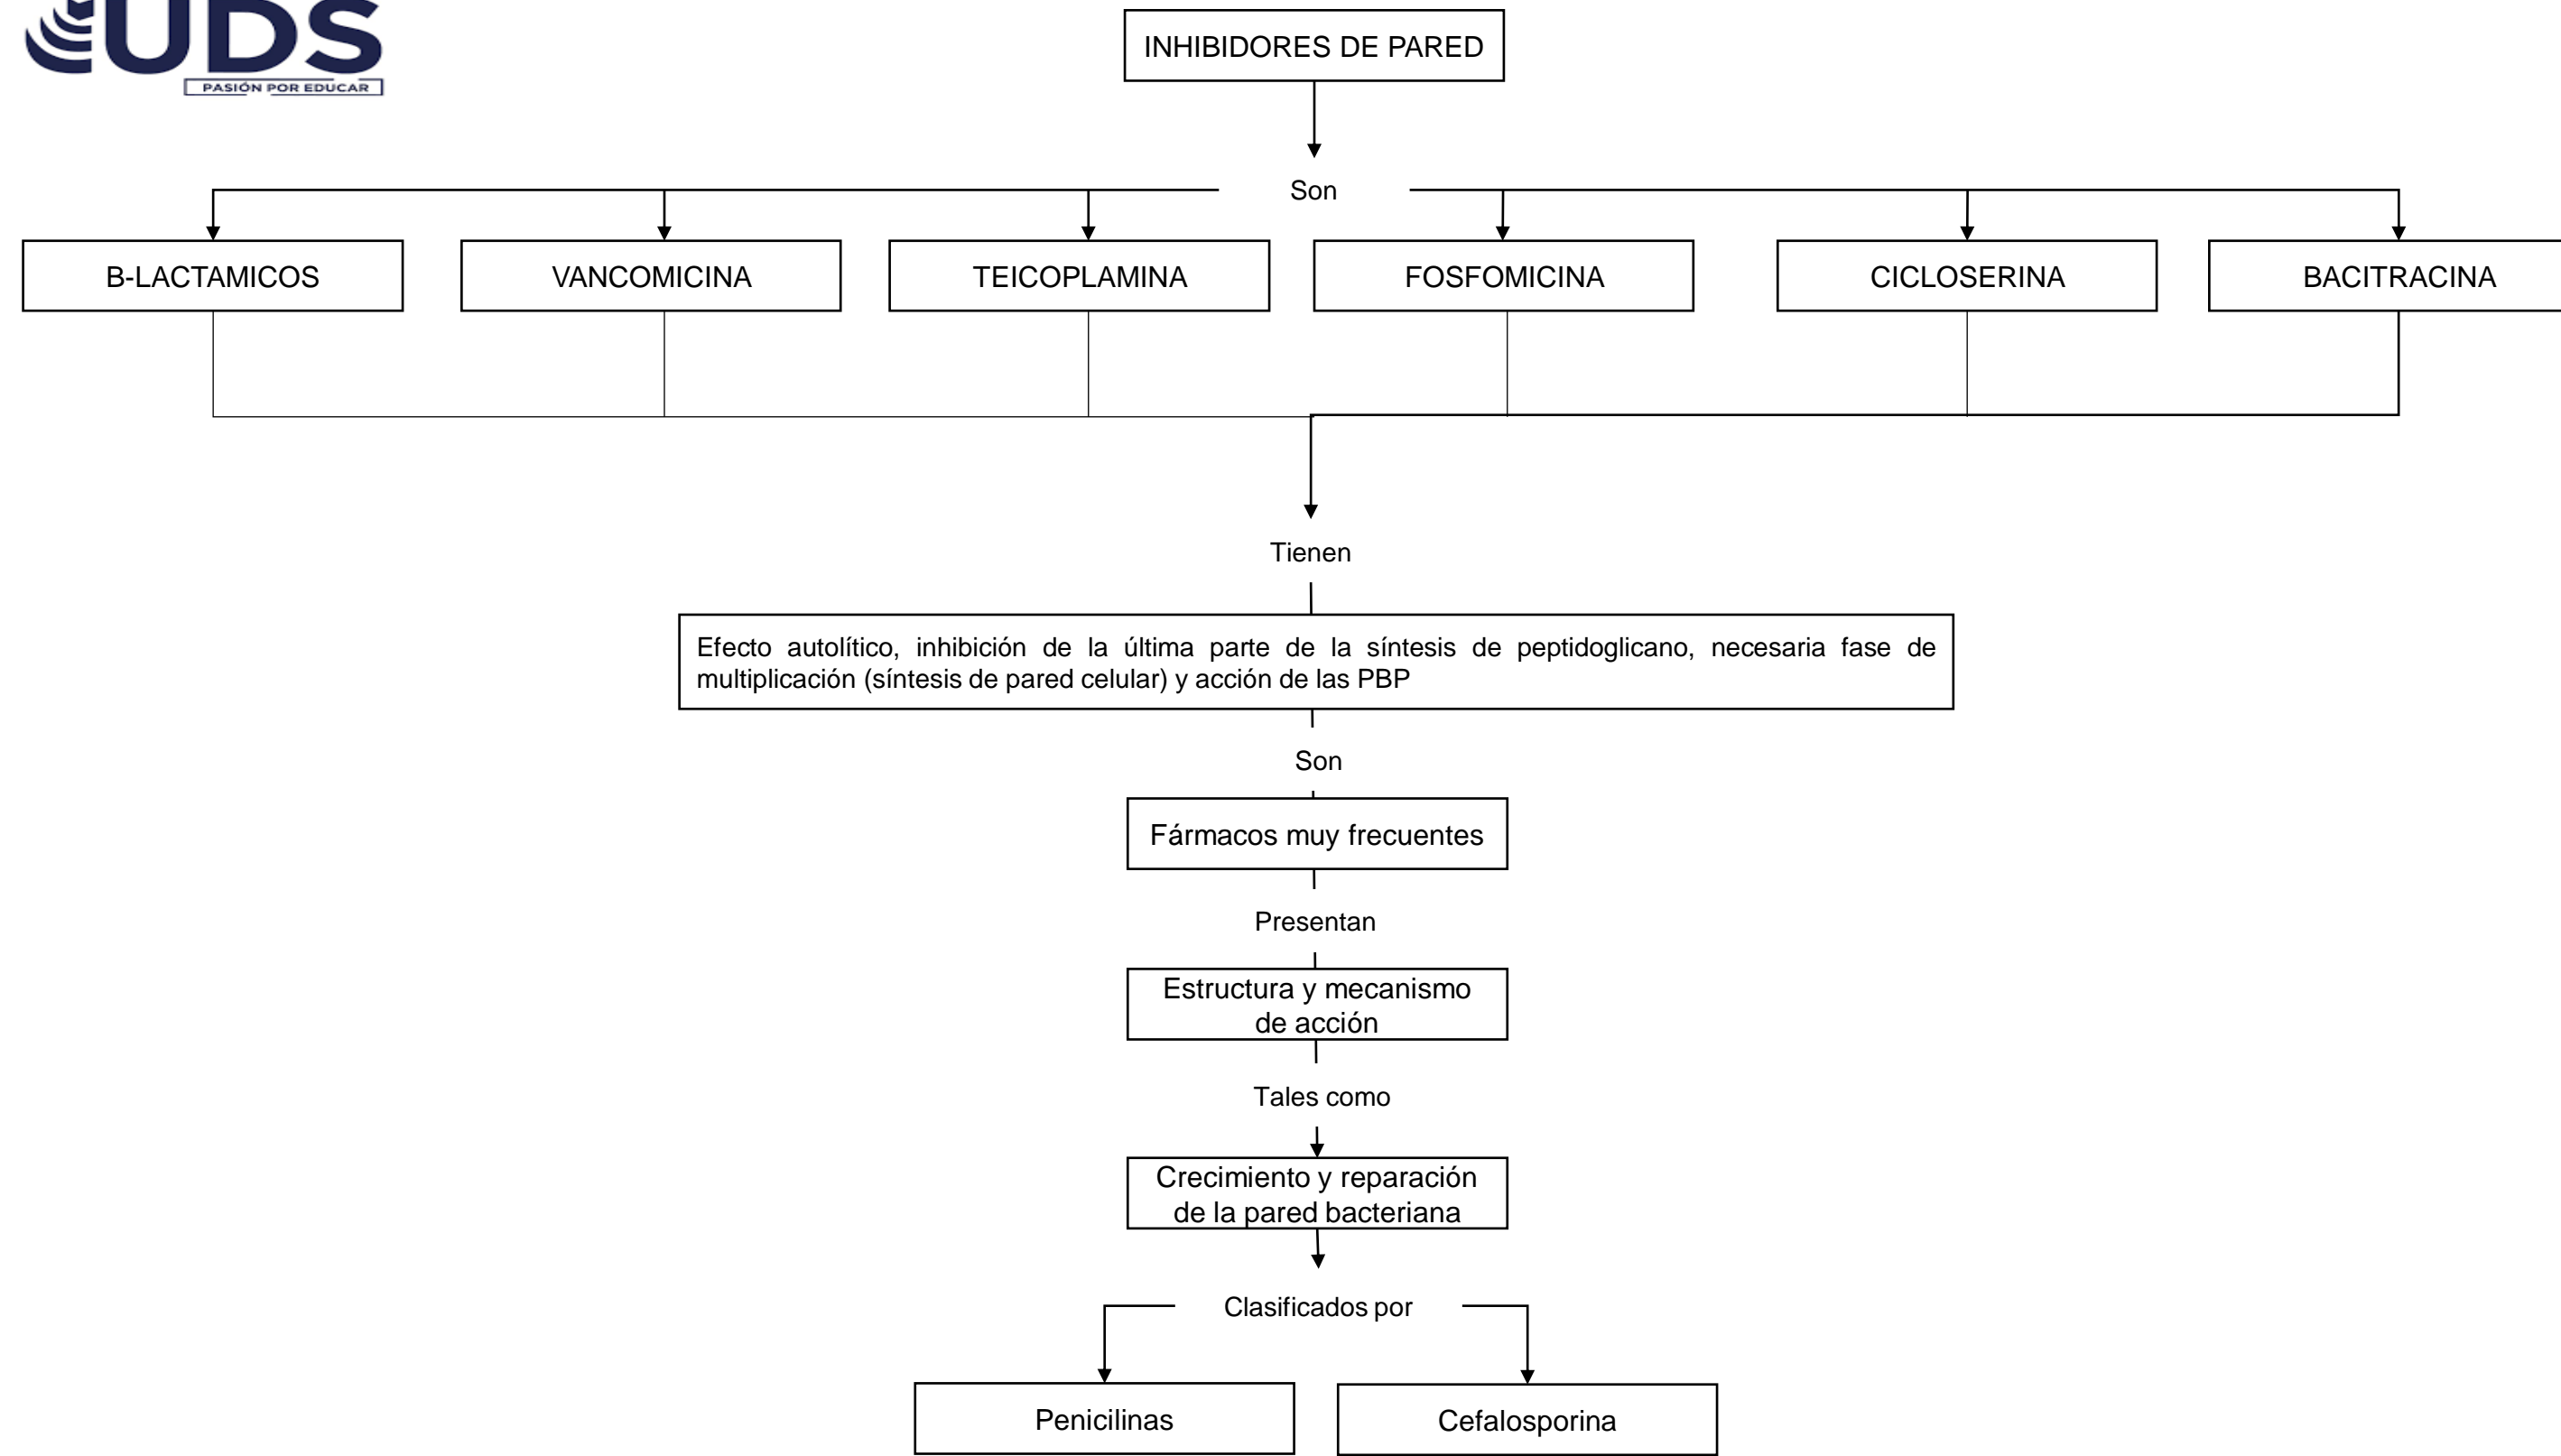 UDS
PASIÓN POR EDUCAR
INHIBIDORES DE PARED
Son
B-LACTAMICOS
VANCOMICINA
TEICOPLAMINA
FOSFOMICINA
CICLOSERINA
BACITRACINA
Tienen
Efecto autolítico, inhibición de la última parte de la síntesis de peptidoglicano, necesaria fase de
multiplicación (síntesis de pared celular) y acción de las PBP
Son
Fármacos muy frecuentes
Presentan
Estructura y mecanismo
de acción
Tales como
Crecimiento y reparación
de la pared bacteriana
Clasificados por
Penicilinas
Cefalosporina